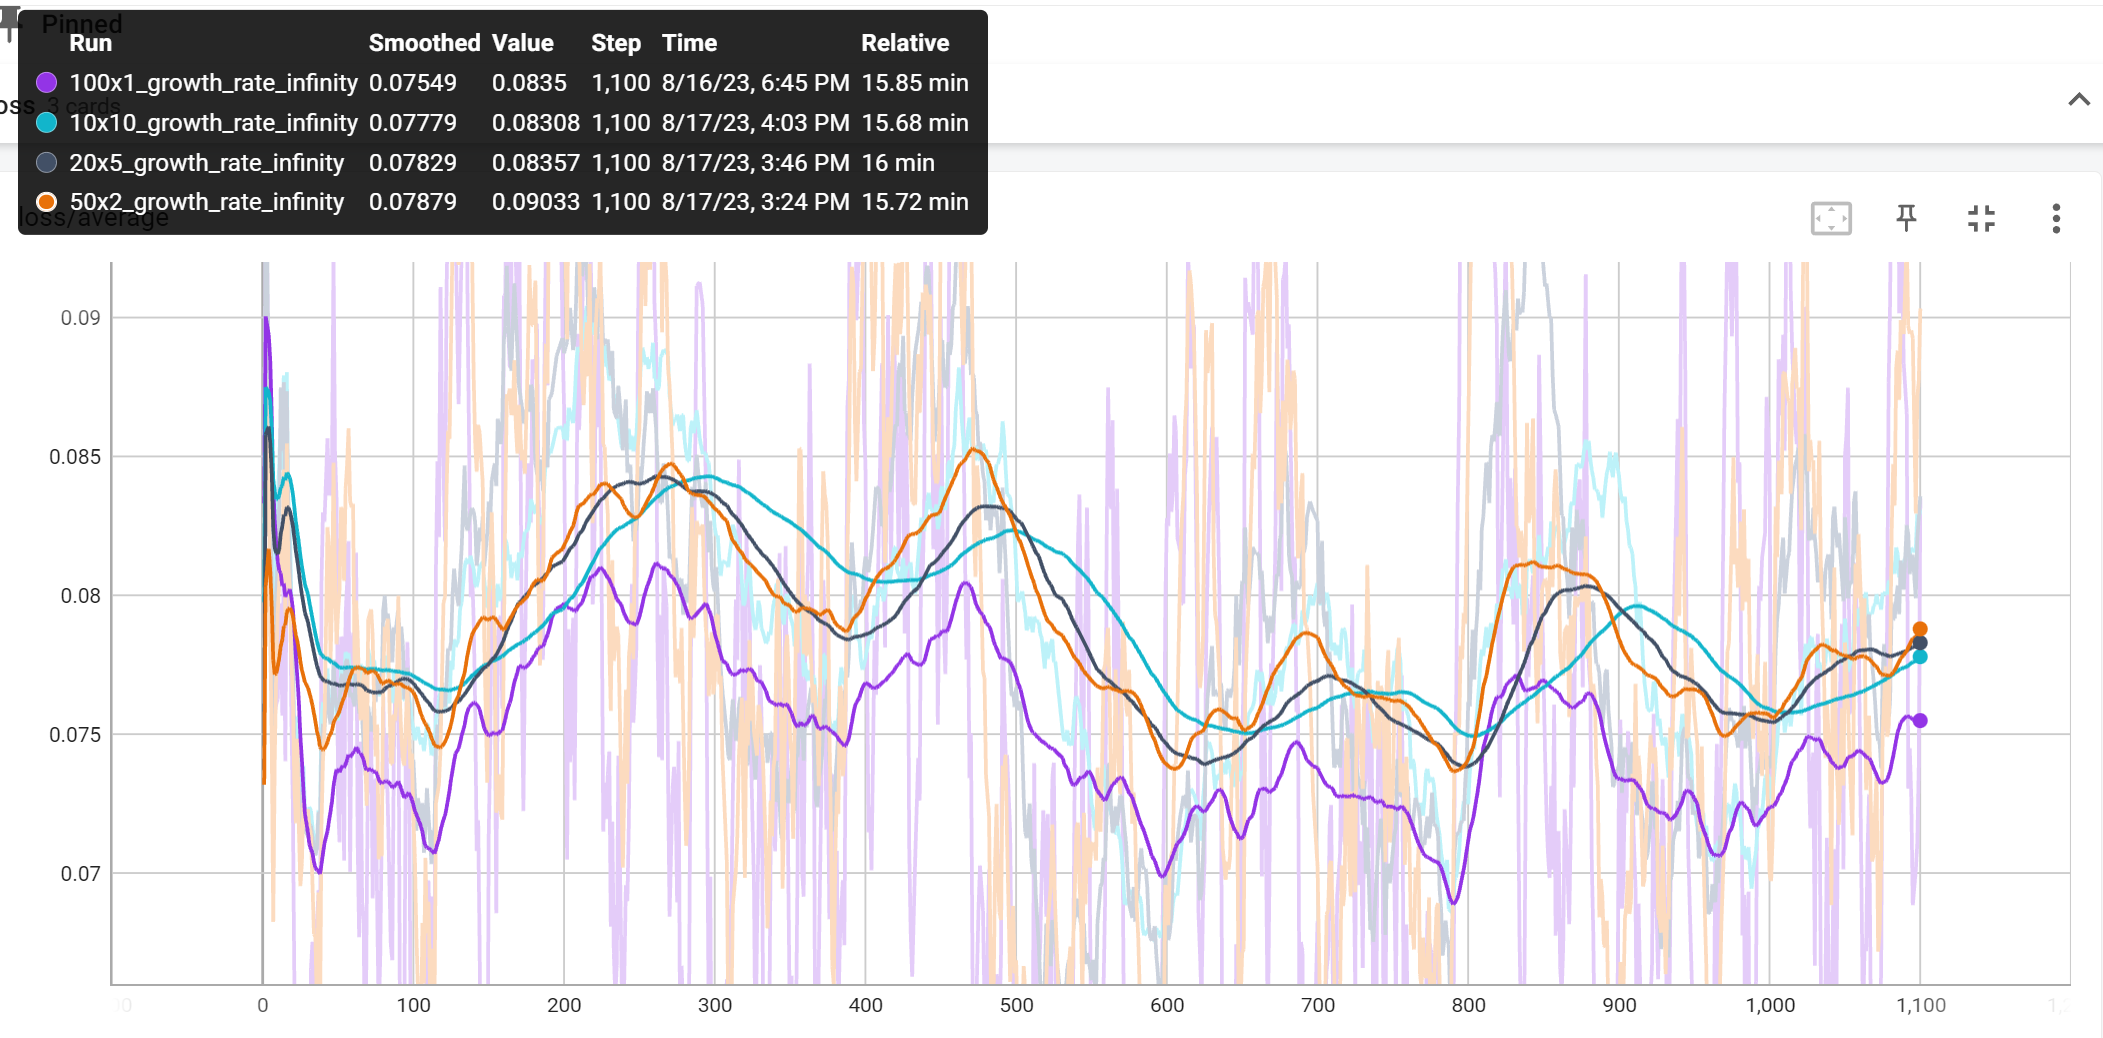 Pinned
Run Smoothed Value Step Time Relative
100x1_growth_rate_infinity 0.07549 0.0835 1,100 8/16/23, 6:45 PM 15.85 min
oss 3 cards
10x10_growth_rate_infinity 0.07779 0.08308 1,100 8/17/23, 4:03 PM 15.68 min
20x5_growth_rate_infinity 0.07829 0.08357 1,100 8/17/23, 3:46 PM 16 min
50x2_growth_rate_infinity 0.07879 0.09033 1,100 8/17/23, 3:24 PM 15.72 min
loss/average
0.09
0.085
0.08
0.075
0.07
0 100 200 300 400 500 600 700 800 900 1,000 1,100